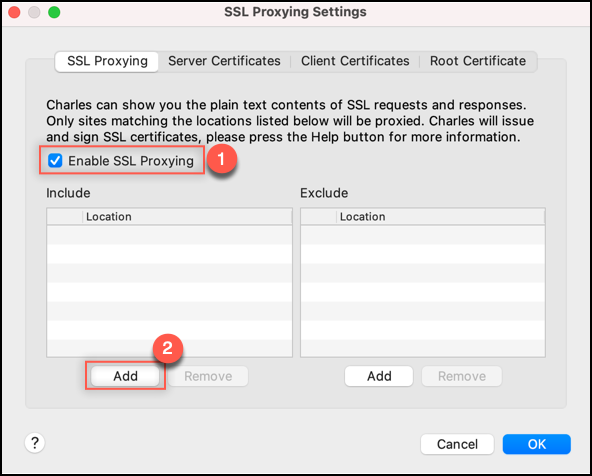 SSL Proxying Settings
SSL Proxying Server Certificates Client Certificates Root Certificate
Charles can show you the plain text contents of SSL requests and responses.
Only sites matching the locations listed below will be proxied. Charles will issue
and sign SSL certificates, please press the Help button for more information.
Enable SSL Proxying 1
Include Exclude
Location Location
2
Add Remove Add Remove
? Cancel OK